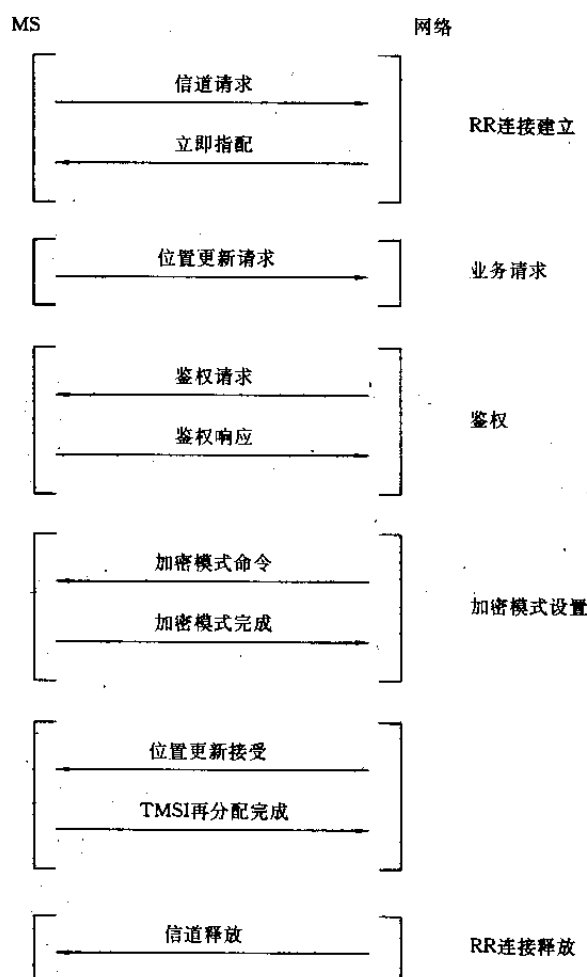 MS 网络
信道请求
RR连接建立
立即指配
位置更新请求
业务请求
鉴权请求
鉴权
鉴权响应
加密模式命令
加密模式设置
加密模式完成
位置更新接受
TMSI再分配完成
信道释放
RR连接释放